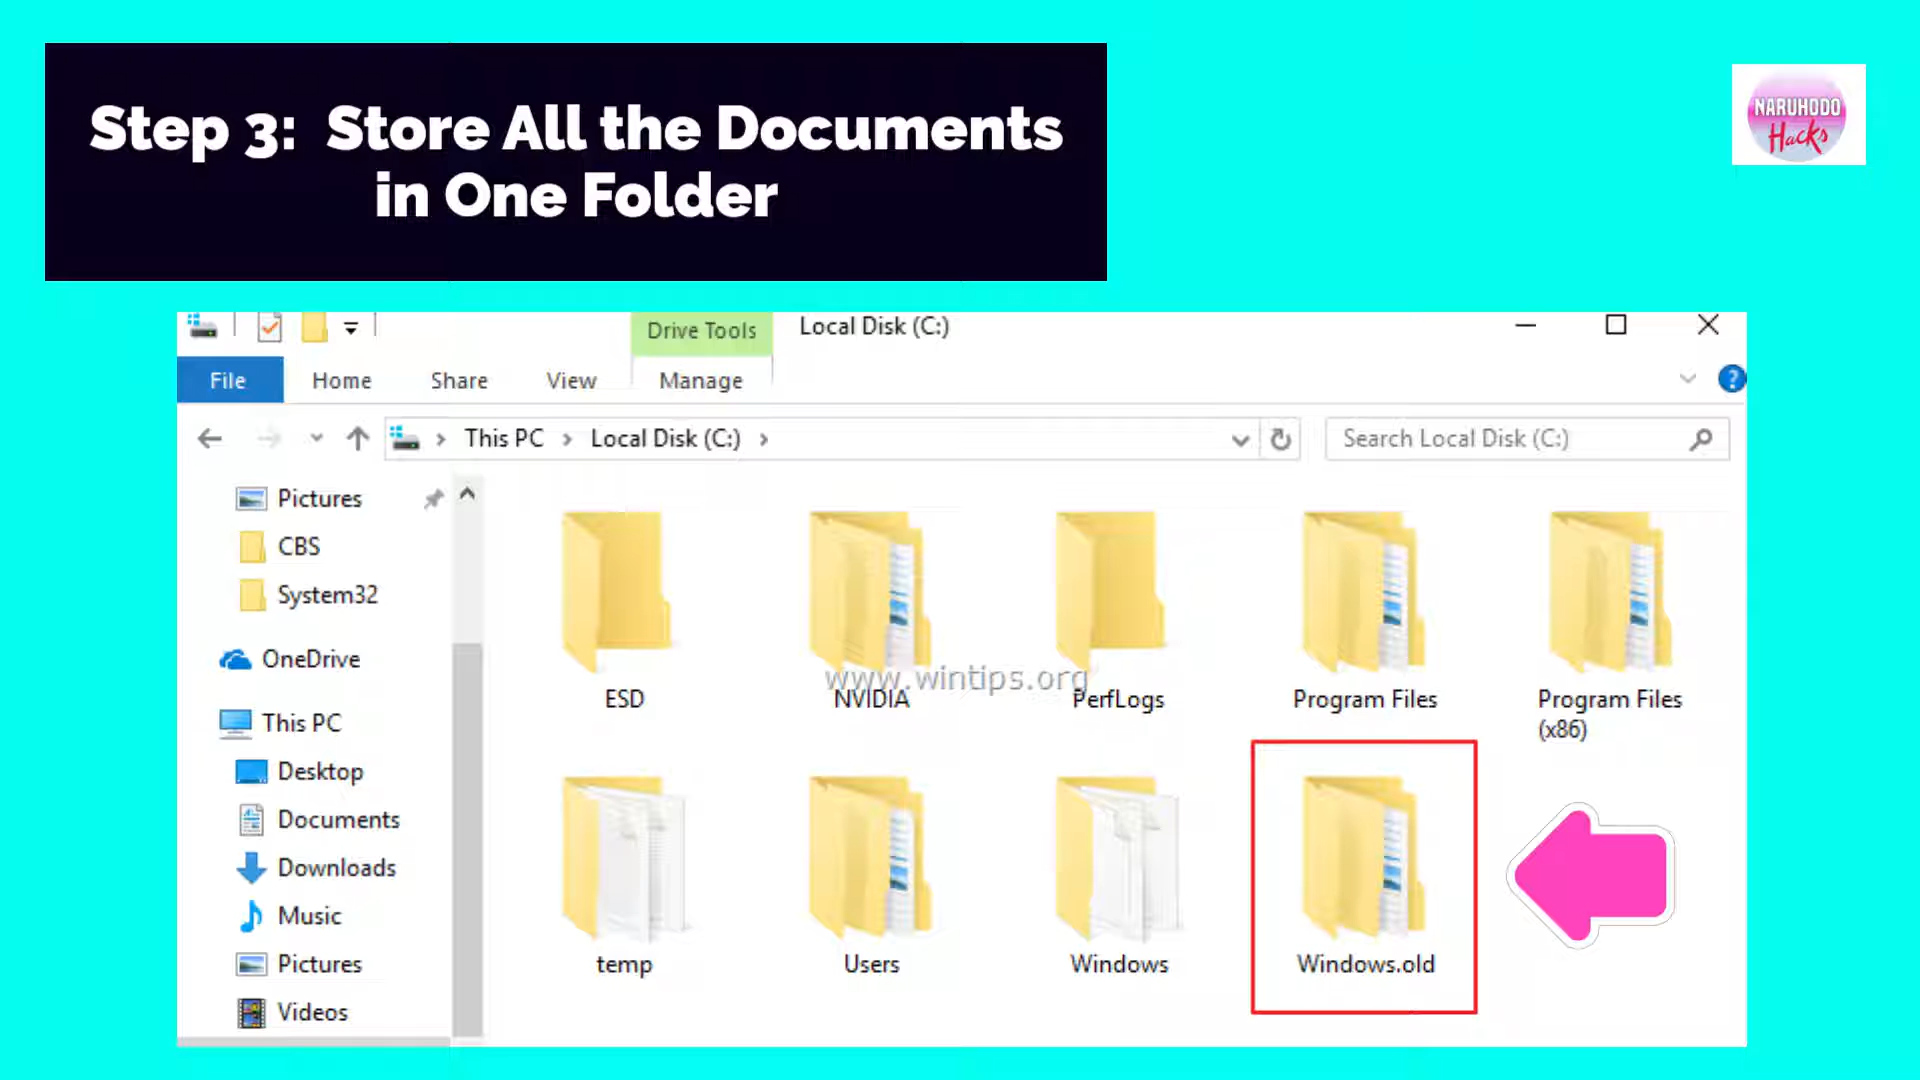 Step 3: Store All the Documents
in One Folder
NARUHODO
Hacks
Drive Tools
Local Disk (C:)
File
Home
Share
View
Manage
?
This PC
Local Disk (C:)
Search Local Disk (C:)
Pictures
CBS
System32
OneDrive
This PC
Desktop
Documents
Downloads
Music
Pictures
Videos
www.wintips.org
ESD
NVIDIA
PerfLogs
Program Files
Program Files
(x86)
temp
Users
Windows
Windows.old